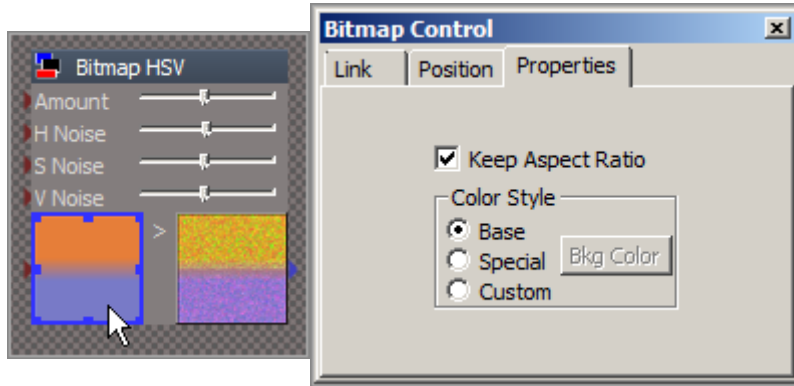 Bitmap HSV
Amount
H Noise
S Noise
V Noise
>
Bitmap Control
Link Position Properties
Keep Aspect Ratio
Color Style
Base
Special Bkg Color
Custom